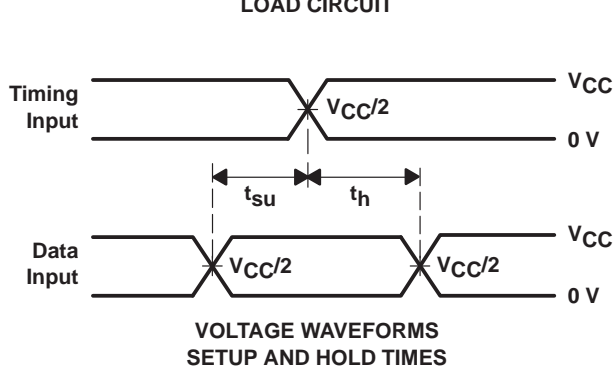 LOAD CIRCUIT
Timing
Input
VCC/2
VCC
0 V
tsu
th
Data
Input
VCC/2
VCC/2
VCC
0 V
VOLTAGE WAVEFORMS
SETUP AND HOLD TIMES